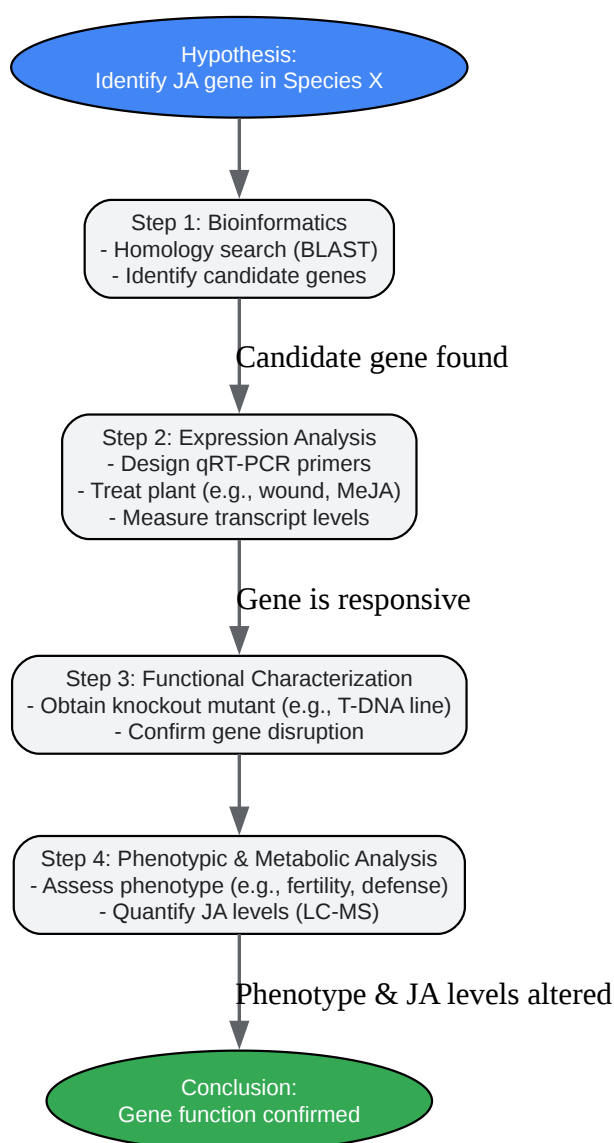 Hypothesis:
Identify JA gene in Species X
Step 1: Bioinformatics
- Homology search (BLAST)
- Identify candidate genes
Candidate gene found
Step 2: Expression Analysis
- Design qRT-PCR primers
- Treat plant (e.g., wound, MeJA)
- Measure transcript levels
Gene is responsive
Step 3: Functional Characterization
- Obtain knockout mutant (e.g., T-DNA line)
- Confirm gene disruption
Step 4: Phenotypic & Metabolic Analysis
- Assess phenotype (e.g., fertility, defense)
- Quantify JA levels (LC-MS)
Phenotype & JA levels altered
Conclusion:
Gene function confirmed